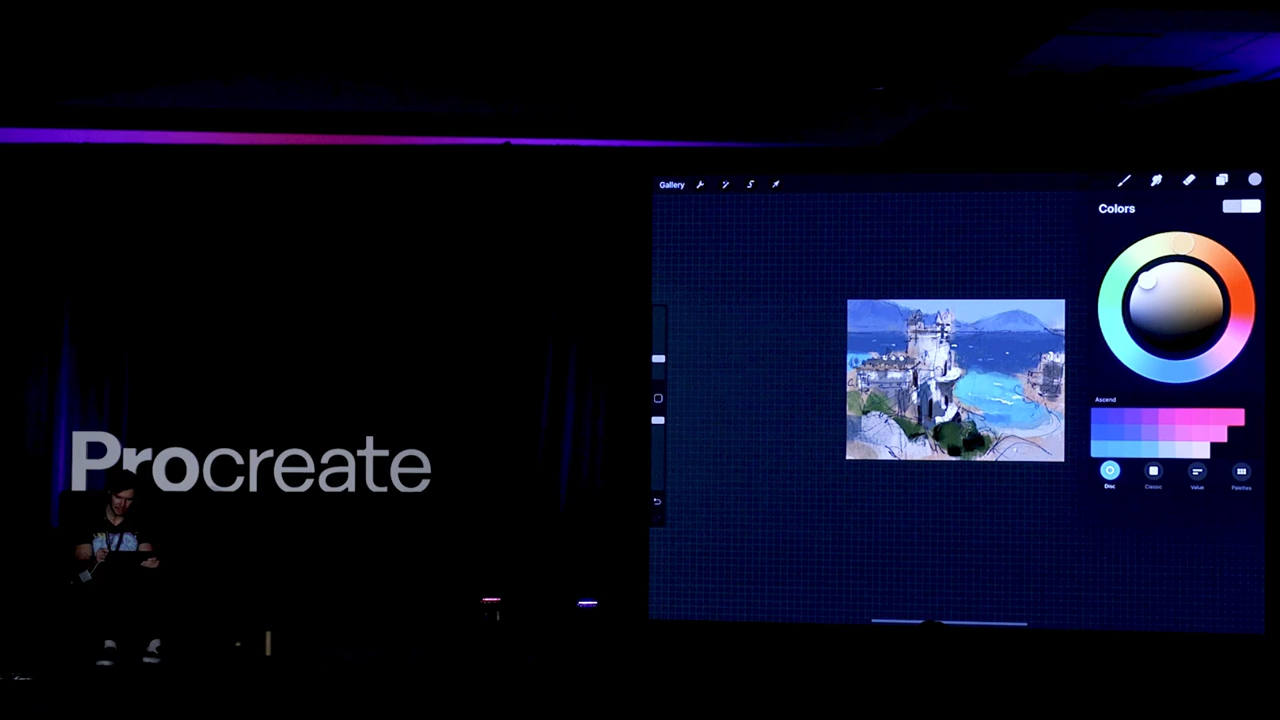 Procreate
Gallery
Colors
Ascend
Disc
Classic
Value
Palettes